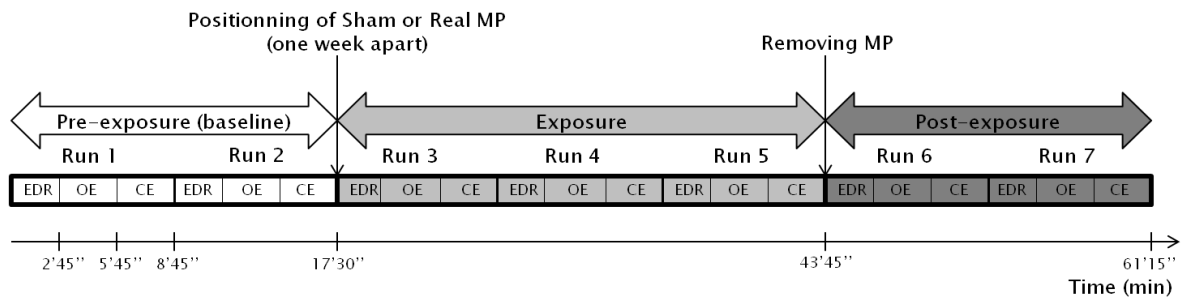 Positionning of Sham or Real MP
(one week apart)
Removing MP
Pre-exposure (baseline)
Exposure
Post-exposure
Run 1 Run 2 Run 3 Run 4 Run 5 Run 6 Run 7
EDR OE CE EDR OE CE EDR OE CE EDR OE CE EDR OE CE EDR OE CE EDR OE CE
2'45'' 5'45'' 8'45'' 17'30'' 43'45'' 61'15''
Time (min)